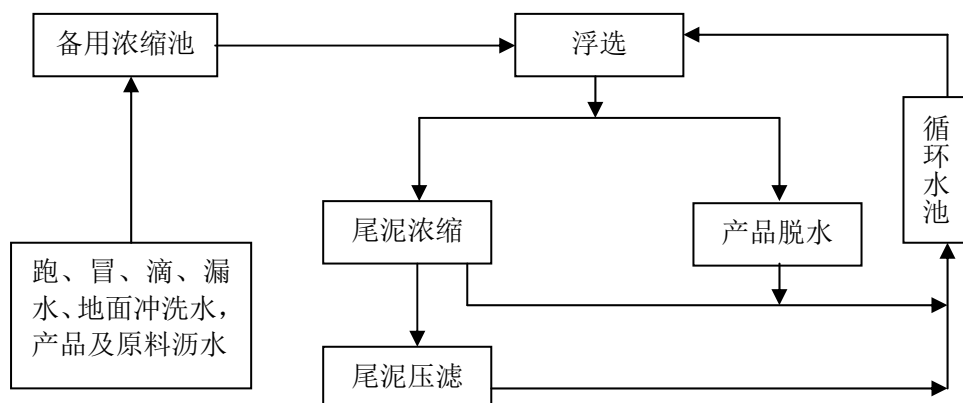 备用浓缩池
浮选
循
环
水
池
尾泥浓缩
产品脱水
跑、冒、滴、漏
水、地面冲洗水，
产品及原料沥水
尾泥压滤